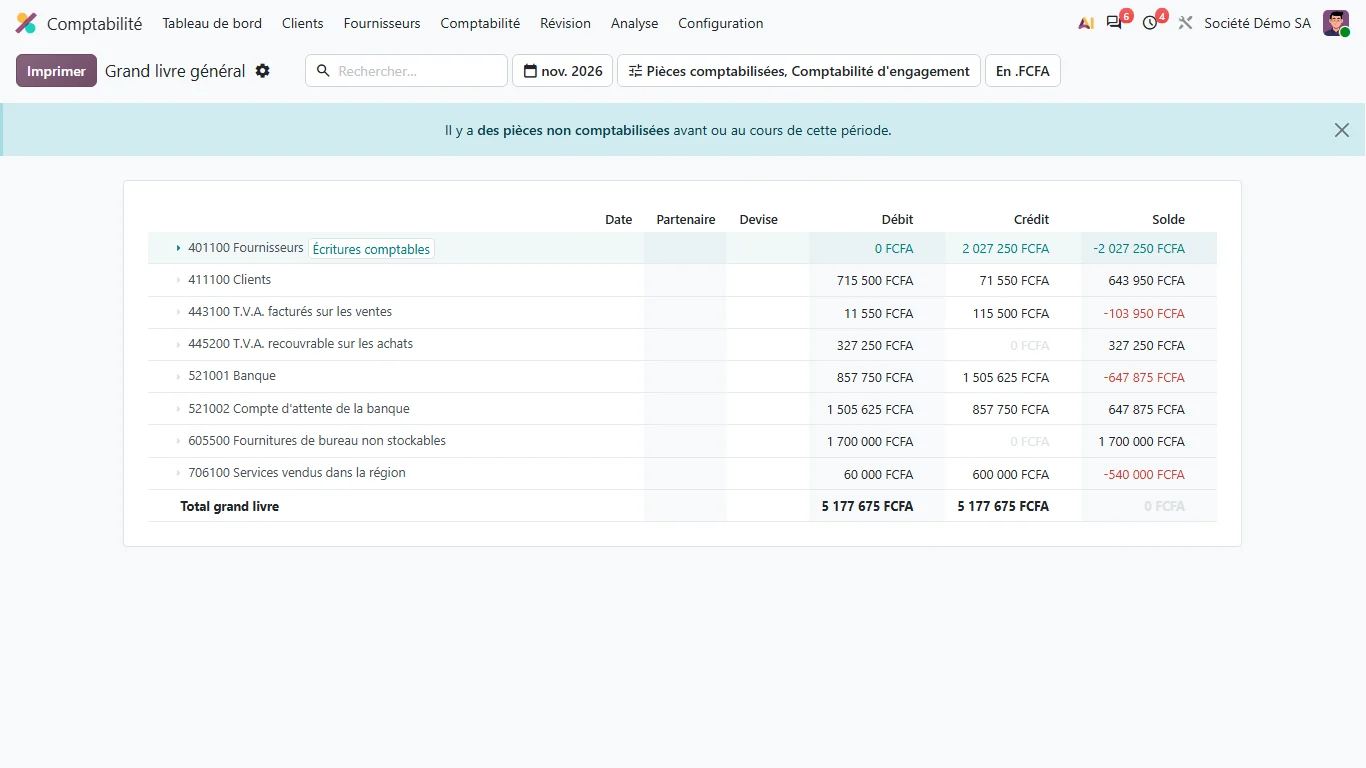 Comptabilité Tableau de bord Clients Fournisseurs Comptabilité Révision Analyse Configuration AI 6 4 Société Démo SA
Imprimer Grand livre général Rechercher... nov. 2026 Pièces comptabilisées, Comptabilité d'engagement En .FCFA
Il y a des pièces non comptabilisées avant ou au cours de cette période.
Date Partenaire Devise Débit Crédit Solde
401100 Fournisseurs Écritures comptables 0 FCFA 2 027 250 FCFA -2 027 250 FCFA
411100 Clients 715 500 FCFA 71 550 FCFA 643 950 FCFA
443100 T.V.A. facturés sur les ventes 11 550 FCFA 115 500 FCFA -103 950 FCFA
445200 T.V.A. recouvrable sur les achats 327 250 FCFA 0 FCFA 327 250 FCFA
521001 Banque 857 750 FCFA 1 505 625 FCFA -647 875 FCFA
521002 Compte d'attente de la banque 1 505 625 FCFA 857 750 FCFA 647 875 FCFA
605500 Fournitures de bureau non stockables 1 700 000 FCFA 0 FCFA 1 700 000 FCFA
706100 Services vendus dans la région 60 000 FCFA 600 000 FCFA -540 000 FCFA
Total grand livre 5 177 675 FCFA 5 177 675 FCFA 0 FCFA